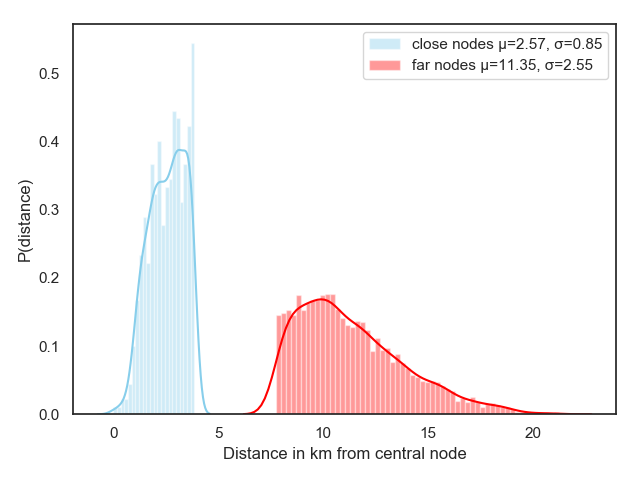 close nodes μ=2.57, σ=0.85
far nodes μ=11.35, σ=2.55
P(distance)
0.5
0.4
0.3
0.2
0.1
0.0
0 5 10 15 20
Distance in km from central node